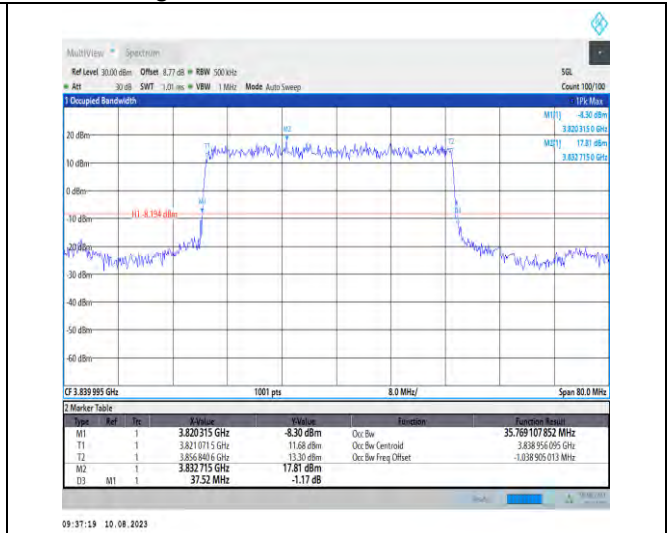 MultiView Spectrum
Ref Level 30.00 dBm Offset 8.77 dB RBW 500 kHz SGL
Att 30 dB SWT 1.01 ms VBW 1 MHz Mode Auto Sweep Count 100/100
1 Occupied Bandwidth 1Pk Max
M1[1] -8.30 dBm
3.820 315 0 GHz
M2[1] 17.81 dBm
3.832 715 0 GHz
20 dBm
M2
T1
T2
10 dBm
0 dBm
M1
H1 -8.194 dBm
-10 dBm
-20 dBm
-30 dBm
-40 dBm
-50 dBm
-60 dBm
CF 3.839 995 GHz 1001 pts 8.0 MHz/ Span 80.0 MHz
2 Marker Table
Type Ref Trc X-Value Y-Value Function Function Result
M1 1 3.820315 GHz -8.30 dBm Occ Bw 35.769 107 852 MHz
T1 1 3.821 071 5 GHz 11.68 dBm Occ Bw Centroid 3.838 956 095 GHz
T2 1 3.856 840 6 GHz 13.30 dBm Occ Bw Freq Offset -1.038 905 013 MHz
M2 1 3.832715 GHz 17.81 dBm
D3 M1 1 37.52 MHz -1.17 dB
09:37:19 10.08.2023